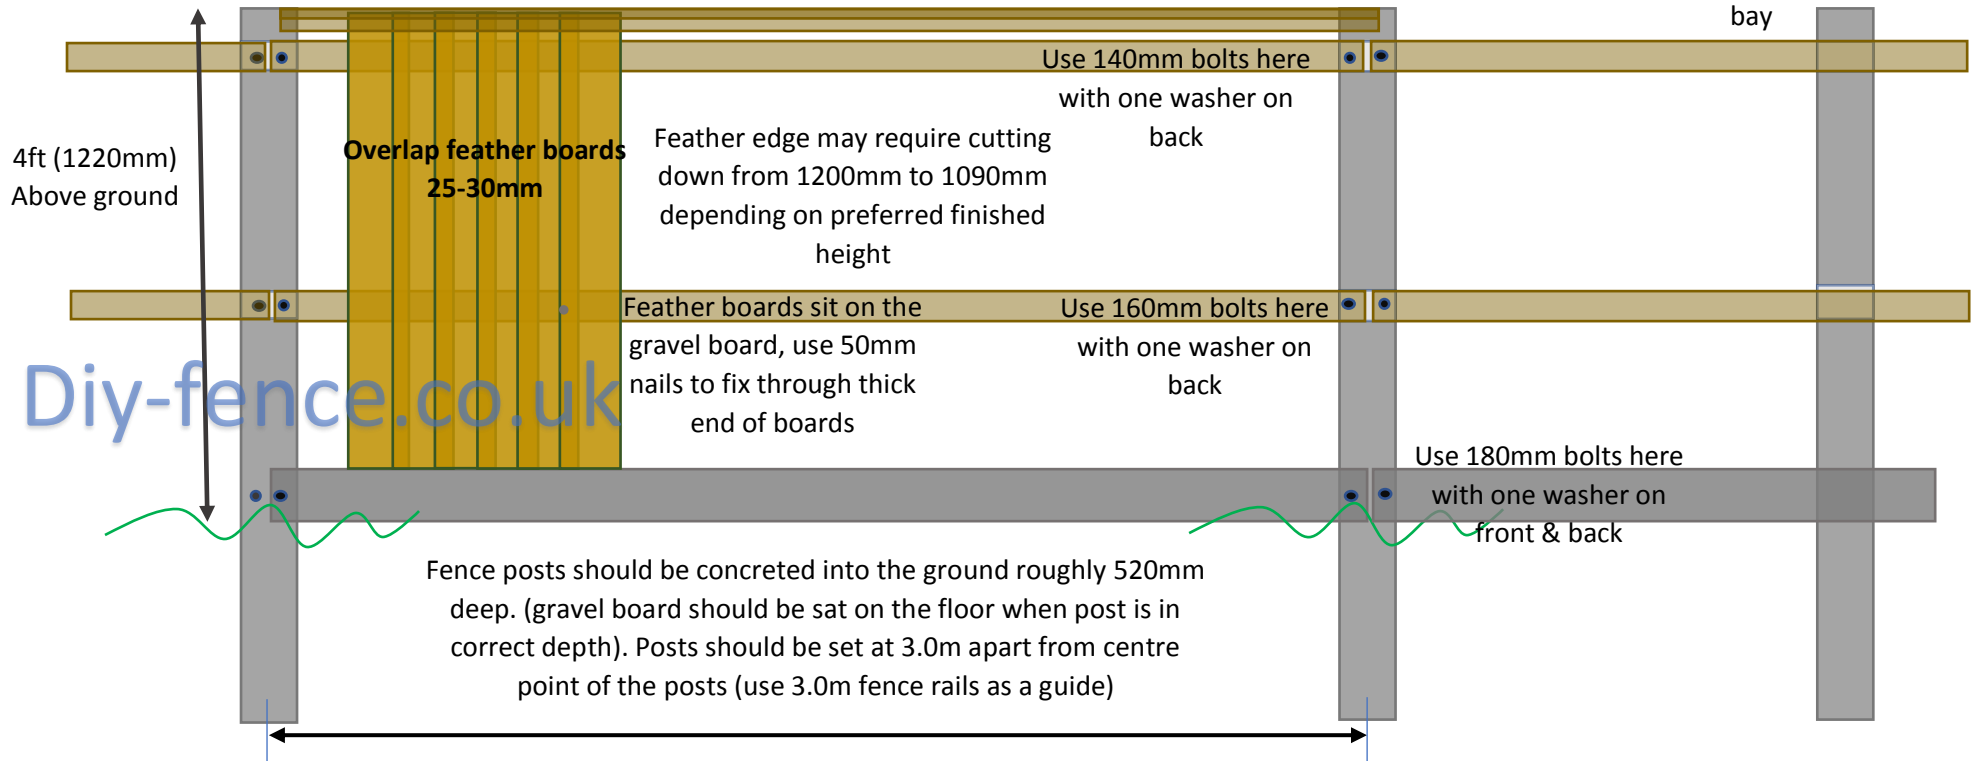 bay
Use 140mm bolts here
with one washer on
back
4ft (1220mm)
Above ground
Overlap feather boards
25-30mm
Feather edge may require cutting
down from 1200mm to 1090mm
depending on preferred finished
height
Feather boards sit on the
gravel board, use 50mm
nails to fix through thick
end of boards
Use 160mm bolts here
with one washer on
back
Diy-fence.co.uk
Use 180mm bolts here
with one washer on
front & back
Fence posts should be concreted into the ground roughly 520mm
deep. (gravel board should be sat on the floor when post is in
correct depth). Posts should be set at 3.0m apart from centre
point of the posts (use 3.0m fence rails as a guide)